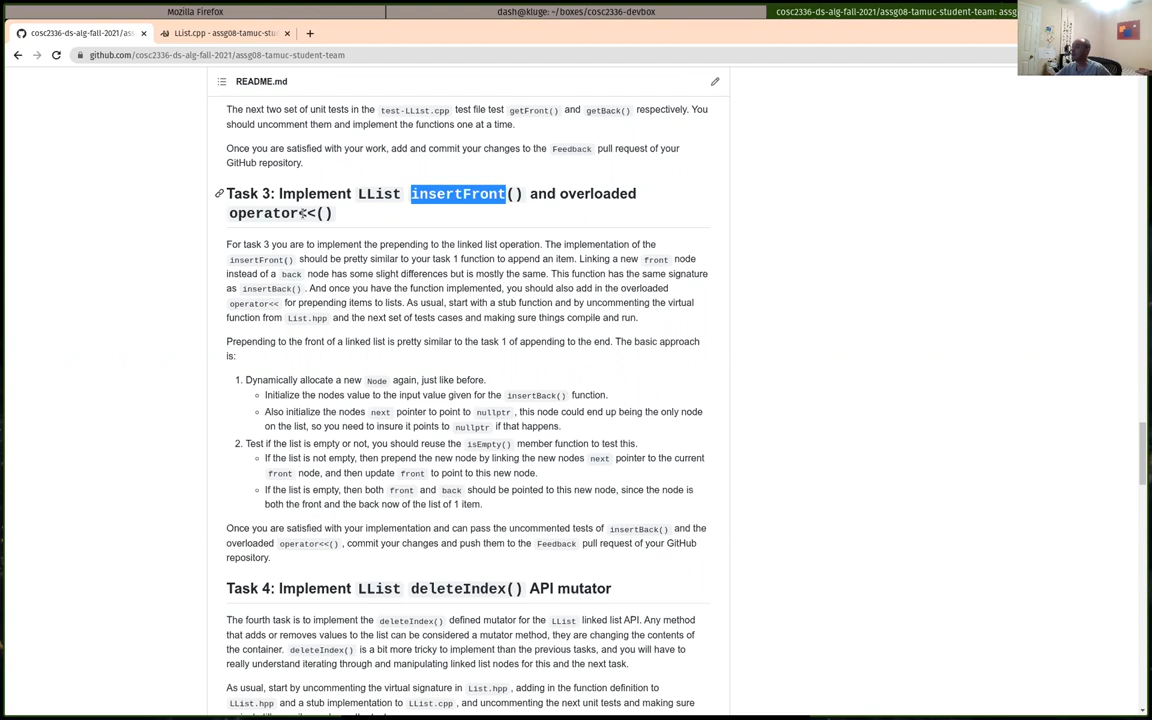 Mozilla Firefox
dash@kluge: ~/boxes/cosc2336-devbox
cosc2336-ds-alg-fall-2021/assg08-tamuc-student-team: assg
cosc2336-ds-alg-fall-2021/ass
LList.cpp - assg08-tamuc-stu
github.com/cosc2336-ds-alg-fall-2021/assg08-tamuc-student-team
README.md
The next two set of unit tests in the test-LList.cpp test file test getFront() and getBack() respectively. You
should uncomment them and implement the functions one at a time.
Once you are satisfied with your work, add and commit your changes to the Feedback pull request of your
GitHub repository.
Task 3: Implement LList insertFront() and overloaded
operator<<()
For task 3 you are to implement the prepending to the linked list operation. The implementation of the
insertFront() should be pretty similar to your task 1 function to append an item. Linking a new front node
instead of a back node has some slight differences but is mostly the same. This function has the same signature
as insertBack(). And once you have the function implemented, you should also add in the overloaded
operator<< for prepending items to lists. As usual, start with a stub function and by uncommenting the virtual
function from List.hpp and the next set of tests cases and making sure things compile and run.
Prepending to the front of a linked list is pretty similar to the task 1 of appending to the end. The basic approach
is:
1. Dynamically allocate a new Node again, just like before.
Initialize the nodes value to the input value given for the insertBack() function.
Also initialize the nodes next pointer to point to nullptr, this node could end up being the only node
on the list, so you need to insure it points to nullptr if that happens.
2. Test if the list is empty or not, you should reuse the isEmpty() member function to test this.
If the list is not empty, then prepend the new node by linking the new nodes next pointer to the current
front node, and then update front to point to this new node.
If the list is empty, then both front and back should be pointed to this new node, since the node is
both the front and the back now of the list of 1 item.
Once you are satisfied with your implementation and can pass the uncommented tests of insertBack() and the
overloaded operator<<(), commit your changes and push them to the Feedback pull request of your GitHub
repository.
Task 4: Implement LList deleteIndex() API mutator
The fourth task is to implement the deleteIndex() defined mutator for the LList linked list API. Any method
that adds or removes values to the list can be considered a mutator method, they are changing the contents of
the container. deleteIndex() is a bit more tricky to implement than the previous tasks, and you will have to
really understand iterating through and manipulating linked list nodes for this and the next task.
As usual, start by uncommenting the virtual signature in List.hpp, adding in the function definition to
LList.hpp and a stub implementation to LList.cpp, and uncommenting the next unit tests and making sure